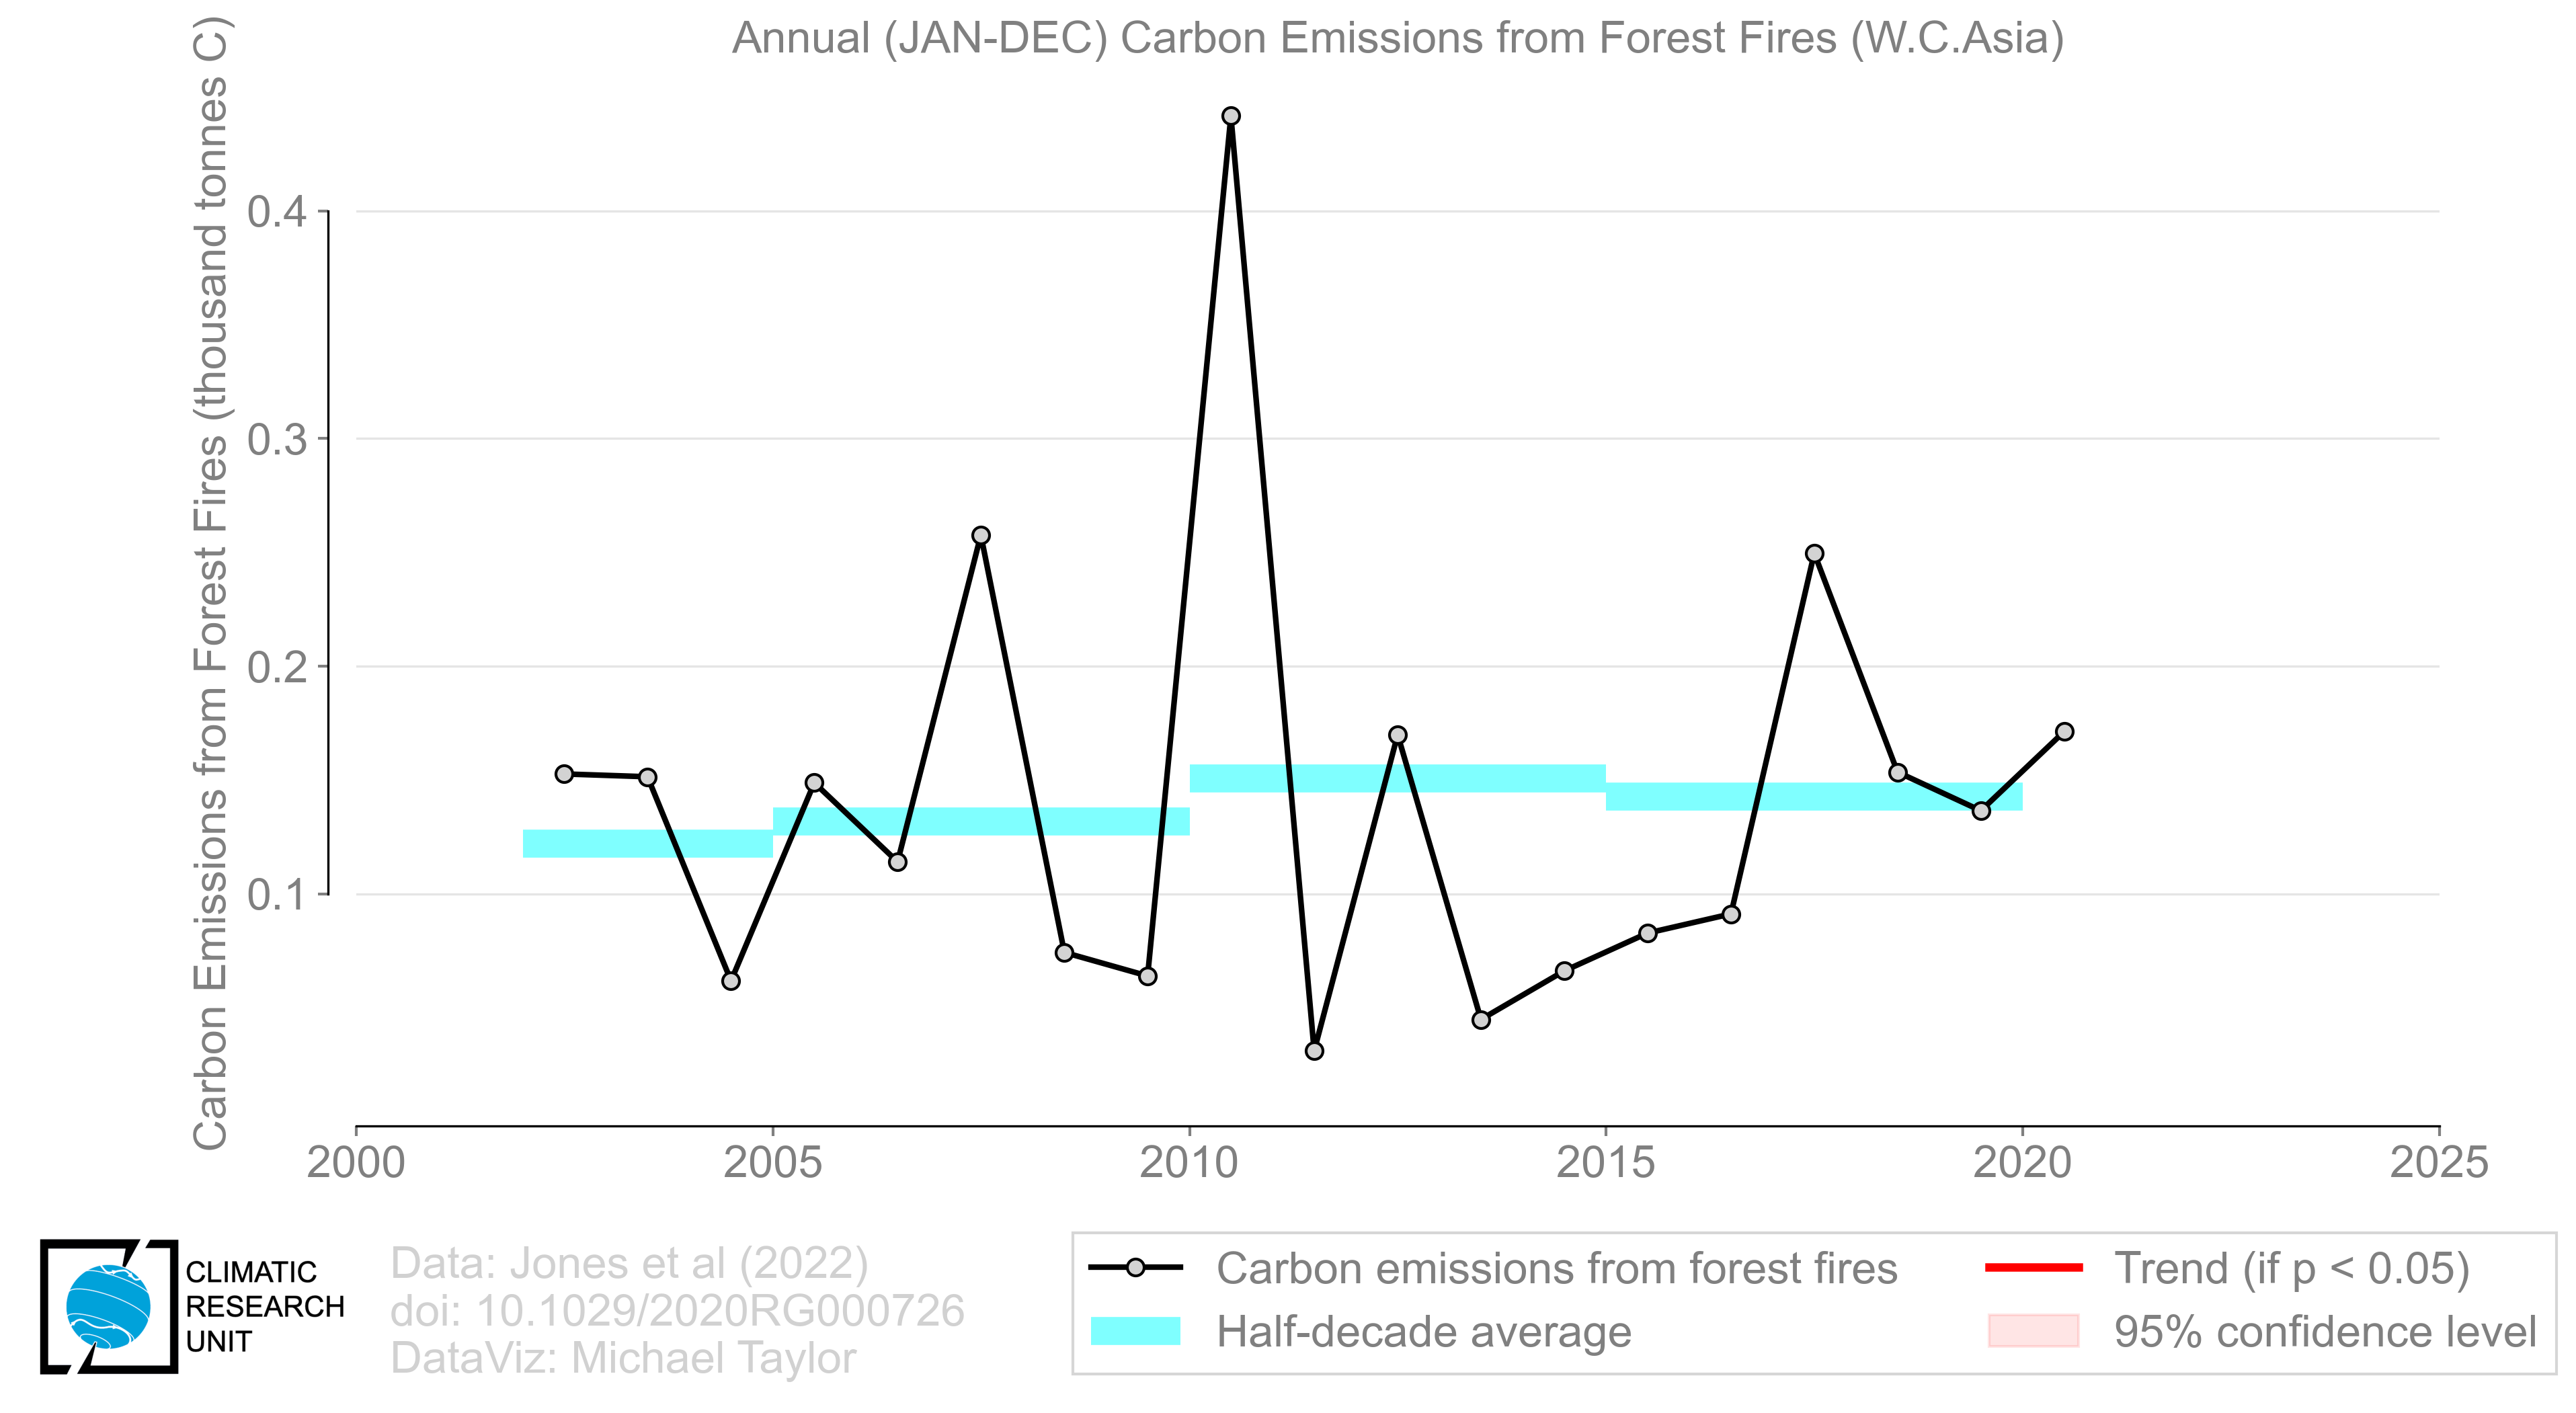 Annual (JAN-DEC) Carbon Emissions from Forest Fires (W.C.Asia)
Carbon Emissions from Forest Fires (thousand tonnes C)
0.4
0.3
0.2
0.1
2000
2005
2010
2015
2020
2025
CLIMATIC
RESEARCH
UNIT
Data: Jones et al (2022)
doi: 10.1029/2020RG000726
DataViz: Michael Taylor
Carbon emissions from forest fires
Half-decade average
Trend (if p < 0.05)
95% confidence level